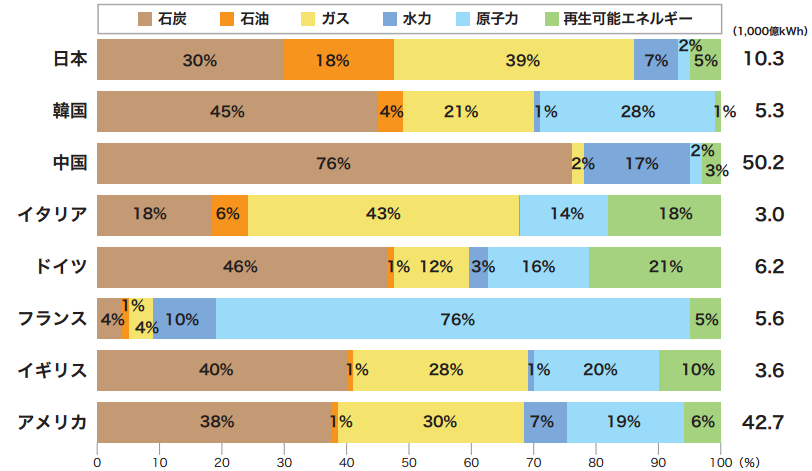 石炭 石油 ガス 水力 原子力 再生可能エネルギー
(1,000億kWh)
日本 30% 18% 39% 7% 2% 5% 10.3
韓国 45% 4% 21% 1% 28% 1% 5.3
中国 76% 2% 17% 2% 3% 50.2
イタリア 18% 6% 43% 14% 18% 3.0
ドイツ 46% 1% 12% 3% 16% 21% 6.2
フランス 4% 1% 4% 10% 76% 5% 5.6
イギリス 40% 1% 28% 1% 20% 10% 3.6
アメリカ 38% 1% 30% 7% 19% 6% 42.7
0 10 20 30 40 50 60 70 80 90 100 (%)